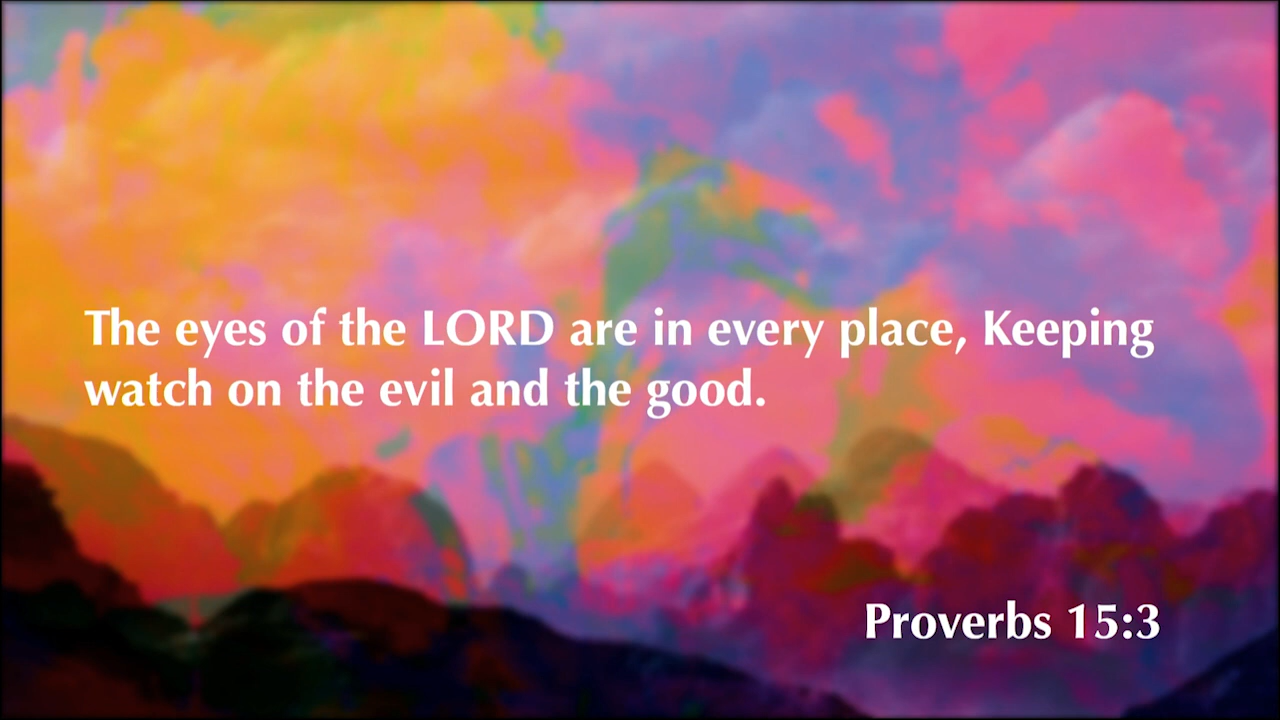 The eyes of the LORD are in every place, Keeping
watch on the evil and the good.
Proverbs 15:3